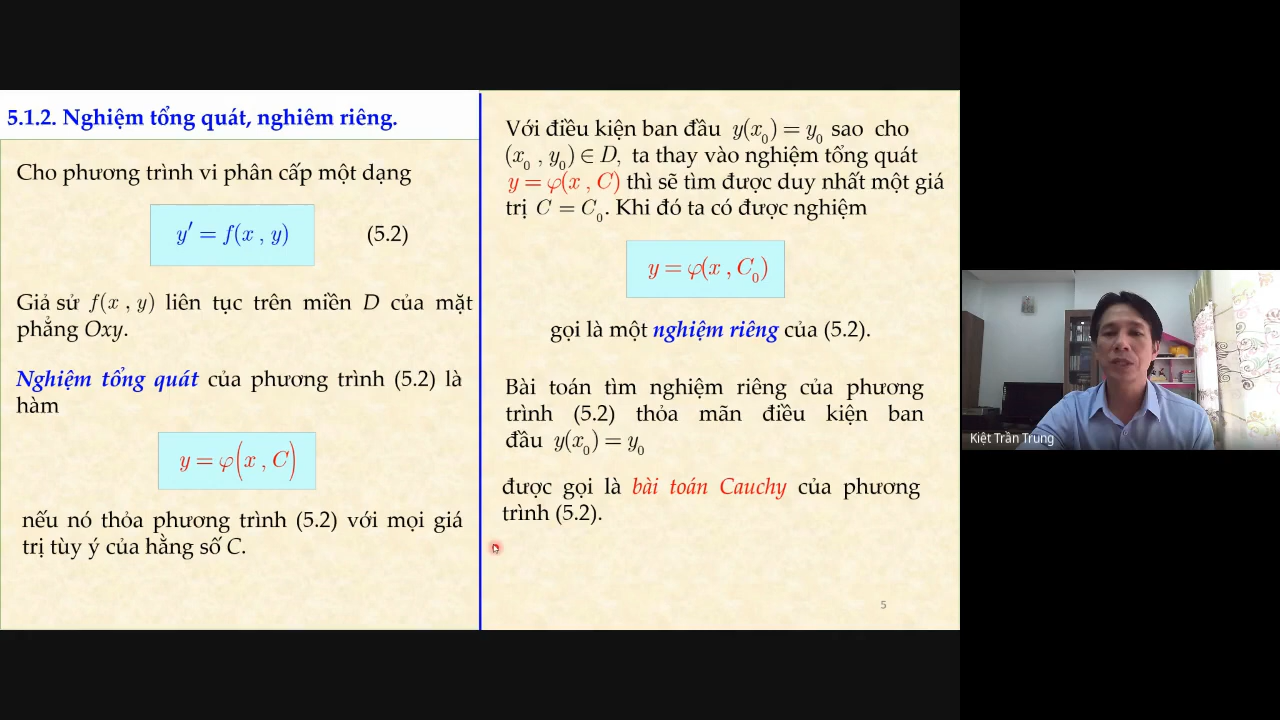 5.1.2. Nghiệm tổng quát, nghiêm riêng.
Cho phương trình vi phân cấp một dạng
y′ = f(x , y) (5.2)
Giả sử f(x , y) liên tục trên miền D của mặt
phẳng Oxy.
Nghiệm tổng quát của phương trình (5.2) là
hàm
y = φ(x , C)
nếu nó thỏa phương trình (5.2) với mọi giá
trị tùy ý của hằng số C.
Với điều kiện ban đầu y(x₀) = y₀ sao cho
(x₀ , y₀) ∈ D, ta thay vào nghiệm tổng quát
y = φ(x , C) thì sẽ tìm được duy nhất một giá
trị C = C₀. Khi đó ta có được nghiệm
y = φ(x , C₀)
gọi là một nghiệm riêng của (5.2).
Bài toán tìm nghiệm riêng của phương
trình (5.2) thỏa mãn điều kiện ban
đầu y(x₀) = y₀
được gọi là bài toán Cauchy của phương
trình (5.2).
5
Kiệt Trần Trung